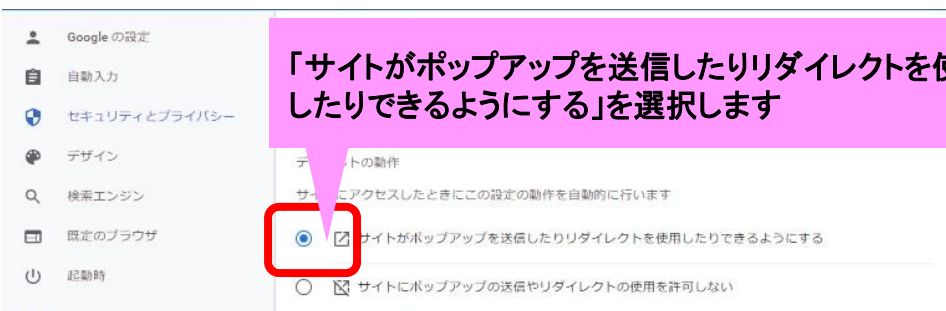 Google の設定
自動入力
セキュリティとプライバシー
デザイン
検索エンジン
既定のブラウザ
起動時
「サイトがポップアップを送信したりリダイレクトを使
したりできるようにする」を選択します
デ トの動作
サイ にアクセスしたときにこの設定の動作を自動的に行います
サイトがポップアップを送信したりリダイレクトを使用したりできるようにする
サイトにポップアップの送信やリダイレクトの使用を許可しない